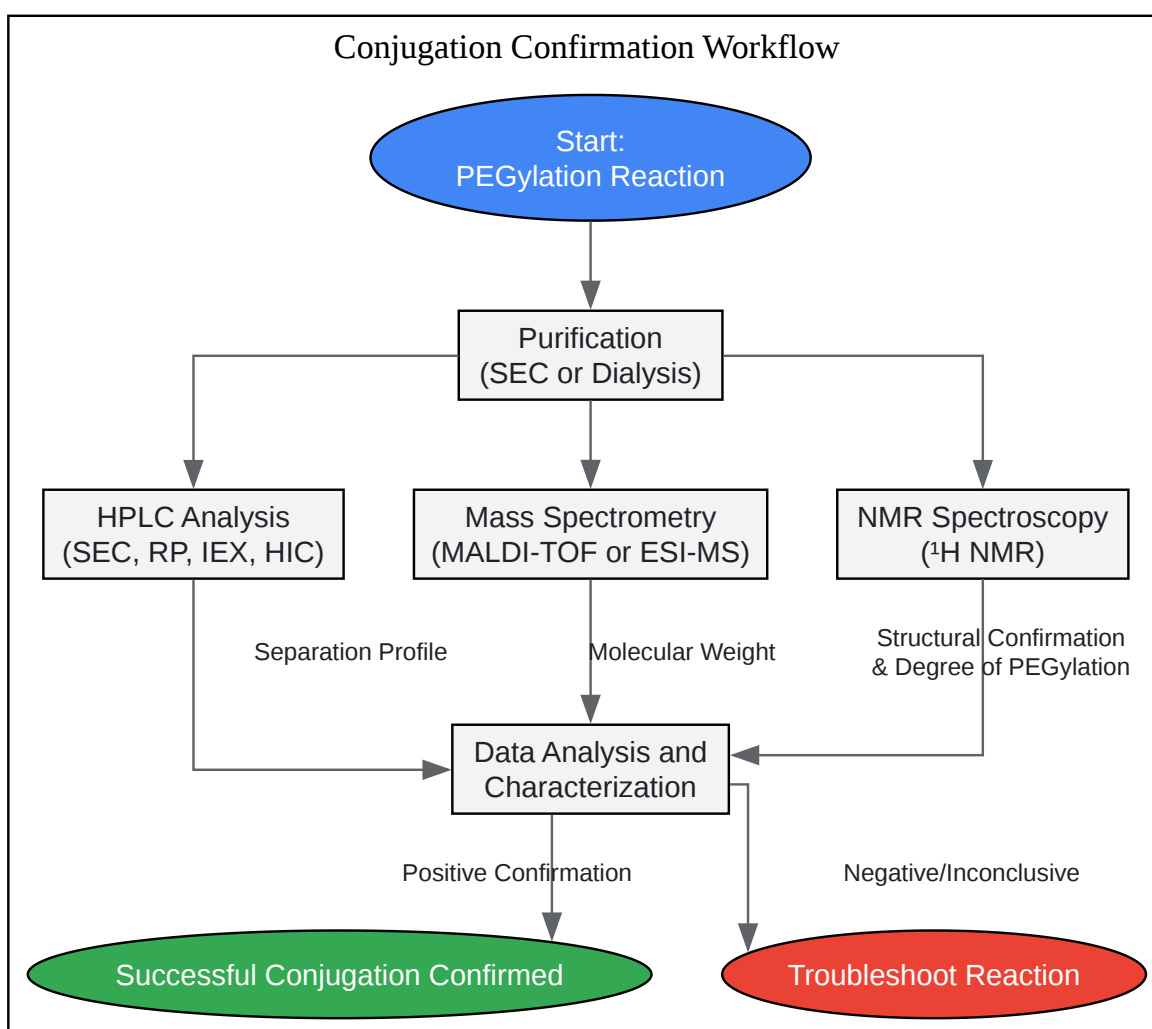 Conjugation Confirmation Workflow
Start:
PEGylation Reaction
Purification
(SEC or Dialysis)
HPLC Analysis
(SEC, RP, IEX, HIC)
Mass Spectrometry
(MALDI-TOF or ESI-MS)
NMR Spectroscopy
(¹H NMR)
Separation Profile
Molecular Weight
Structural Confirmation
& Degree of PEGylation
Data Analysis and
Characterization
Positive Confirmation
Negative/Inconclusive
Successful Conjugation Confirmed
Troubleshoot Reaction